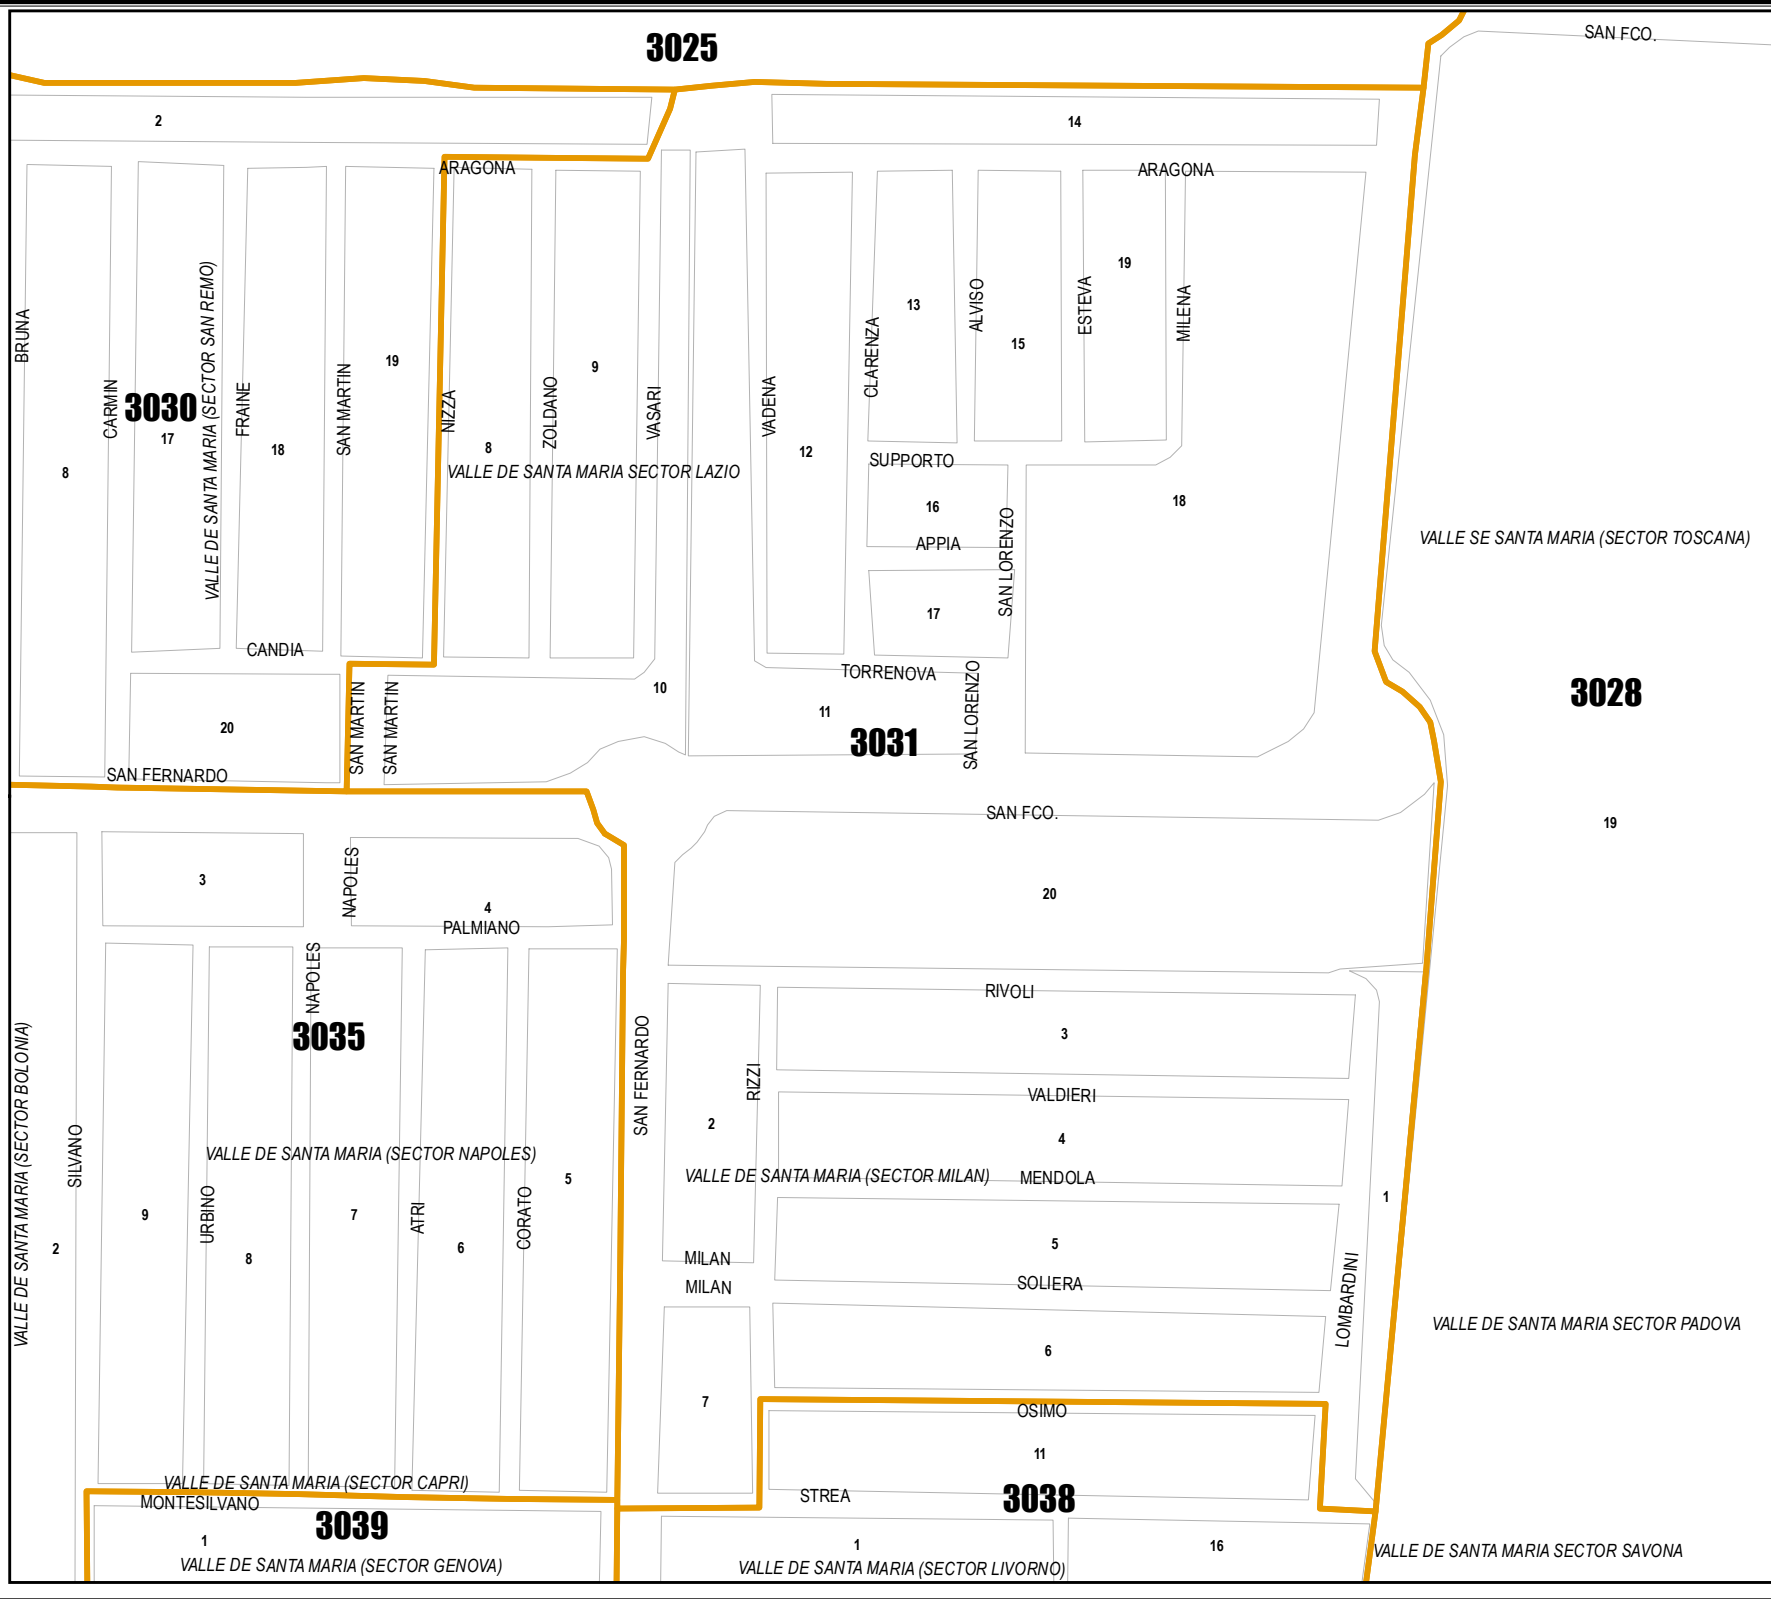 3025
SAN FCO.
2
14
ARAGONA
ARAGONA
BRUNA
CARMIN
3030
17
VALLE DE SANTA MARIA (SECTOR SAN REMO)
FRAINE
18
SAN MARTIN
19
8
NIZZA
8
ZOLDANO
9
VASARI
VALLE DE SANTA MARIA SECTOR LAZIO
VADENA
12
CLARENZA
13
ALVISO
15
ESTEVA
19
MILENA
SUPPORTO
16
APPIA
SAN LORENZO
17
18
VALLE SE SANTA MARIA (SECTOR TOSCANA)
CANDIA
20
SAN MARTIN
SAN MARTIN
10
TORRENOVA
11
SAN LORENZO
3031
3028
SAN FERNARDO
SAN FCO.
19
3
NAPOLES
4
PALMIANO
20
NAPOLES
3035
RIVOLI
3
SAN FERNARDO
RIZZI
2
VALDIERI
4
VALLE DE SANTA MARIA (SECTOR BOLONIA)
SILVANO
2
VALLE DE SANTA MARIA (SECTOR NAPOLES)
9
URBINO
8
7
ATRI
6
CORATO
5
VALLE DE SANTA MARIA (SECTOR MILAN)
MENDOLA
1
5
MILAN
MILAN
SOLIERA
LOMBARDINI
VALLE DE SANTA MARIA SECTOR PADOVA
6
7
OSIMO
11
VALLE DE SANTA MARIA (SECTOR CAPRI)
MONTESILVANO
STREA
3038
3039
1
VALLE DE SANTA MARIA (SECTOR GENOVA)
1
VALLE DE SANTA MARIA (SECTOR LIVORNO)
16
VALLE DE SANTA MARIA SECTOR SAVONA